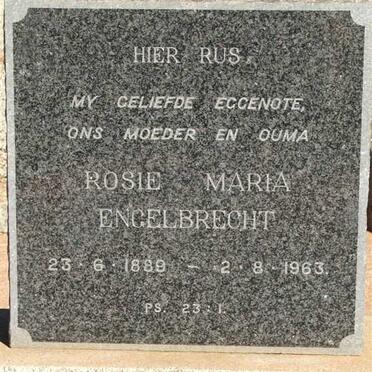 HIER RUS
MY GELIEFDE EGGENOTE,
ONS MOEDER EN OUMA
ROSIE MARIA
ENGELBRECHT
23·6·1889 — 2·8·1963.
PS. 23:1.